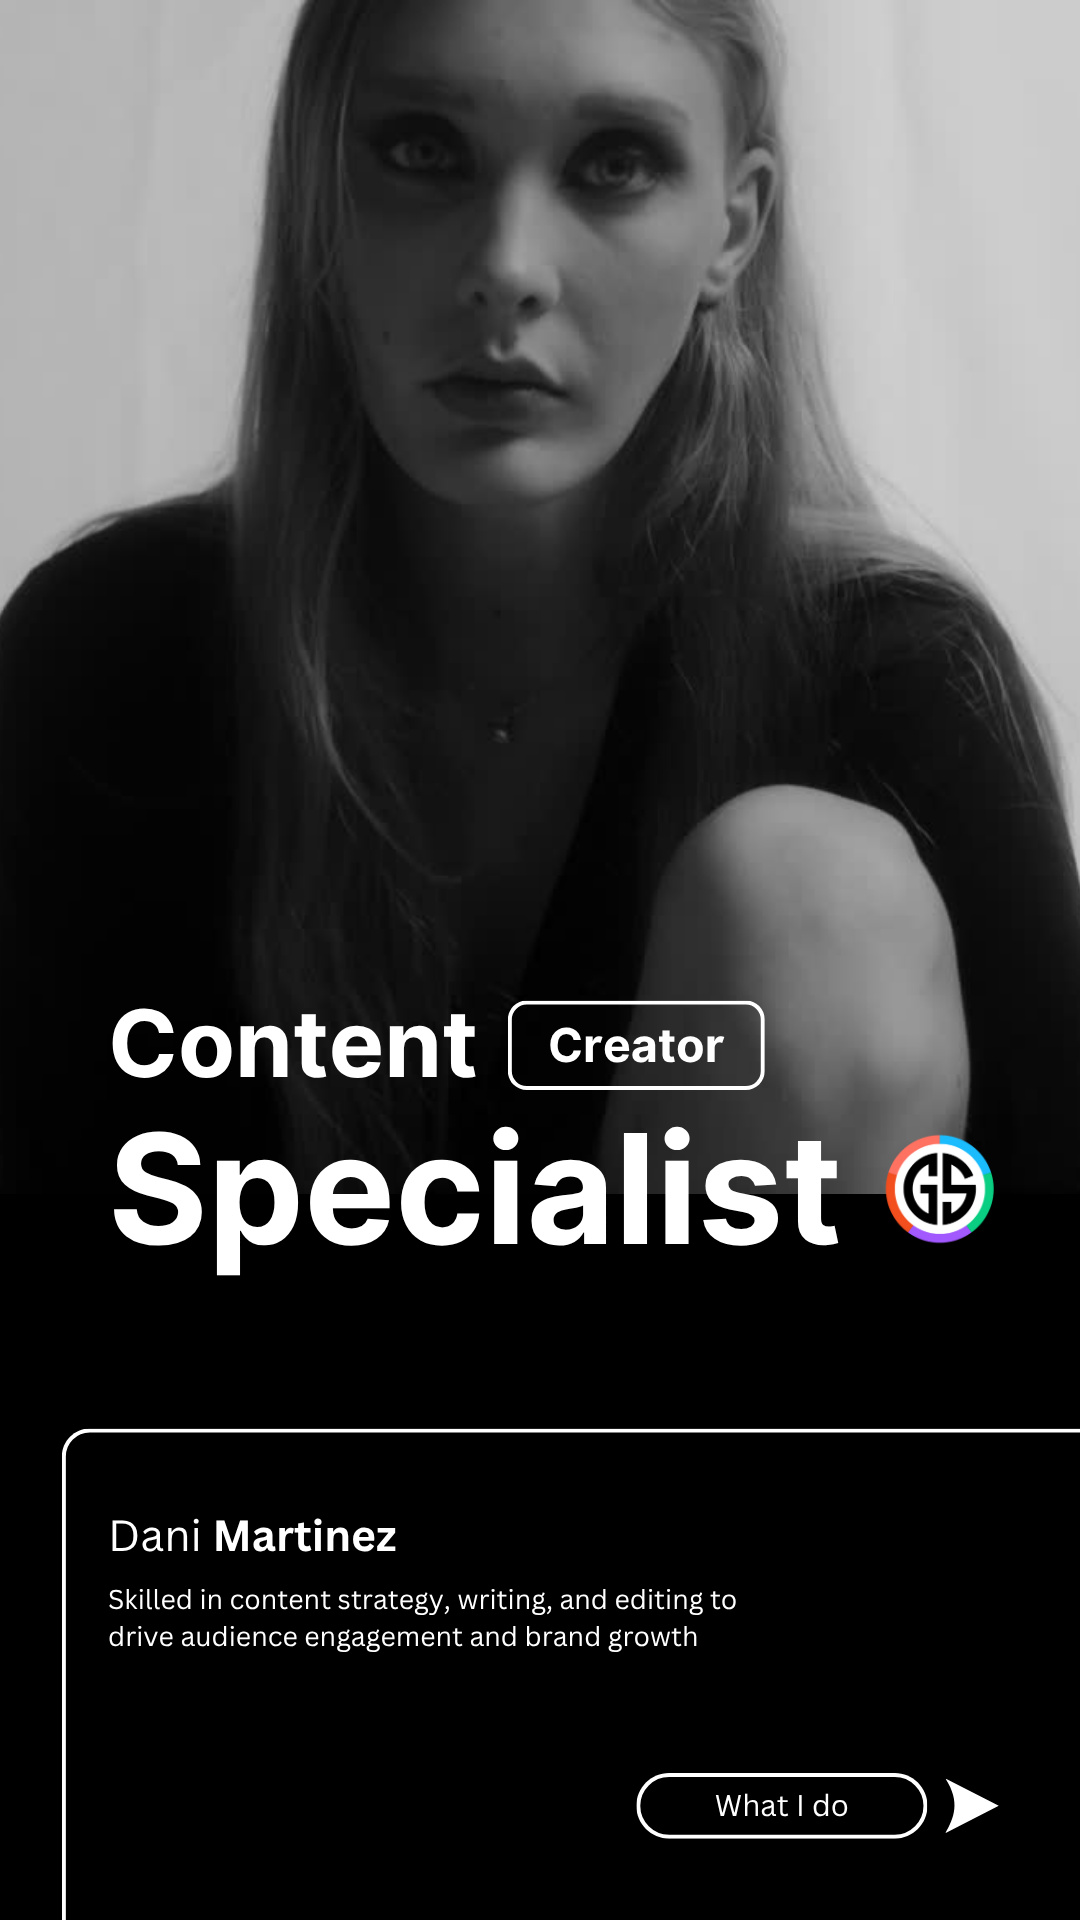 Content Creator
Specialist GS
Dani Martinez
Skilled in content strategy, writing, and editing to
drive audience engagement and brand growth
What I do